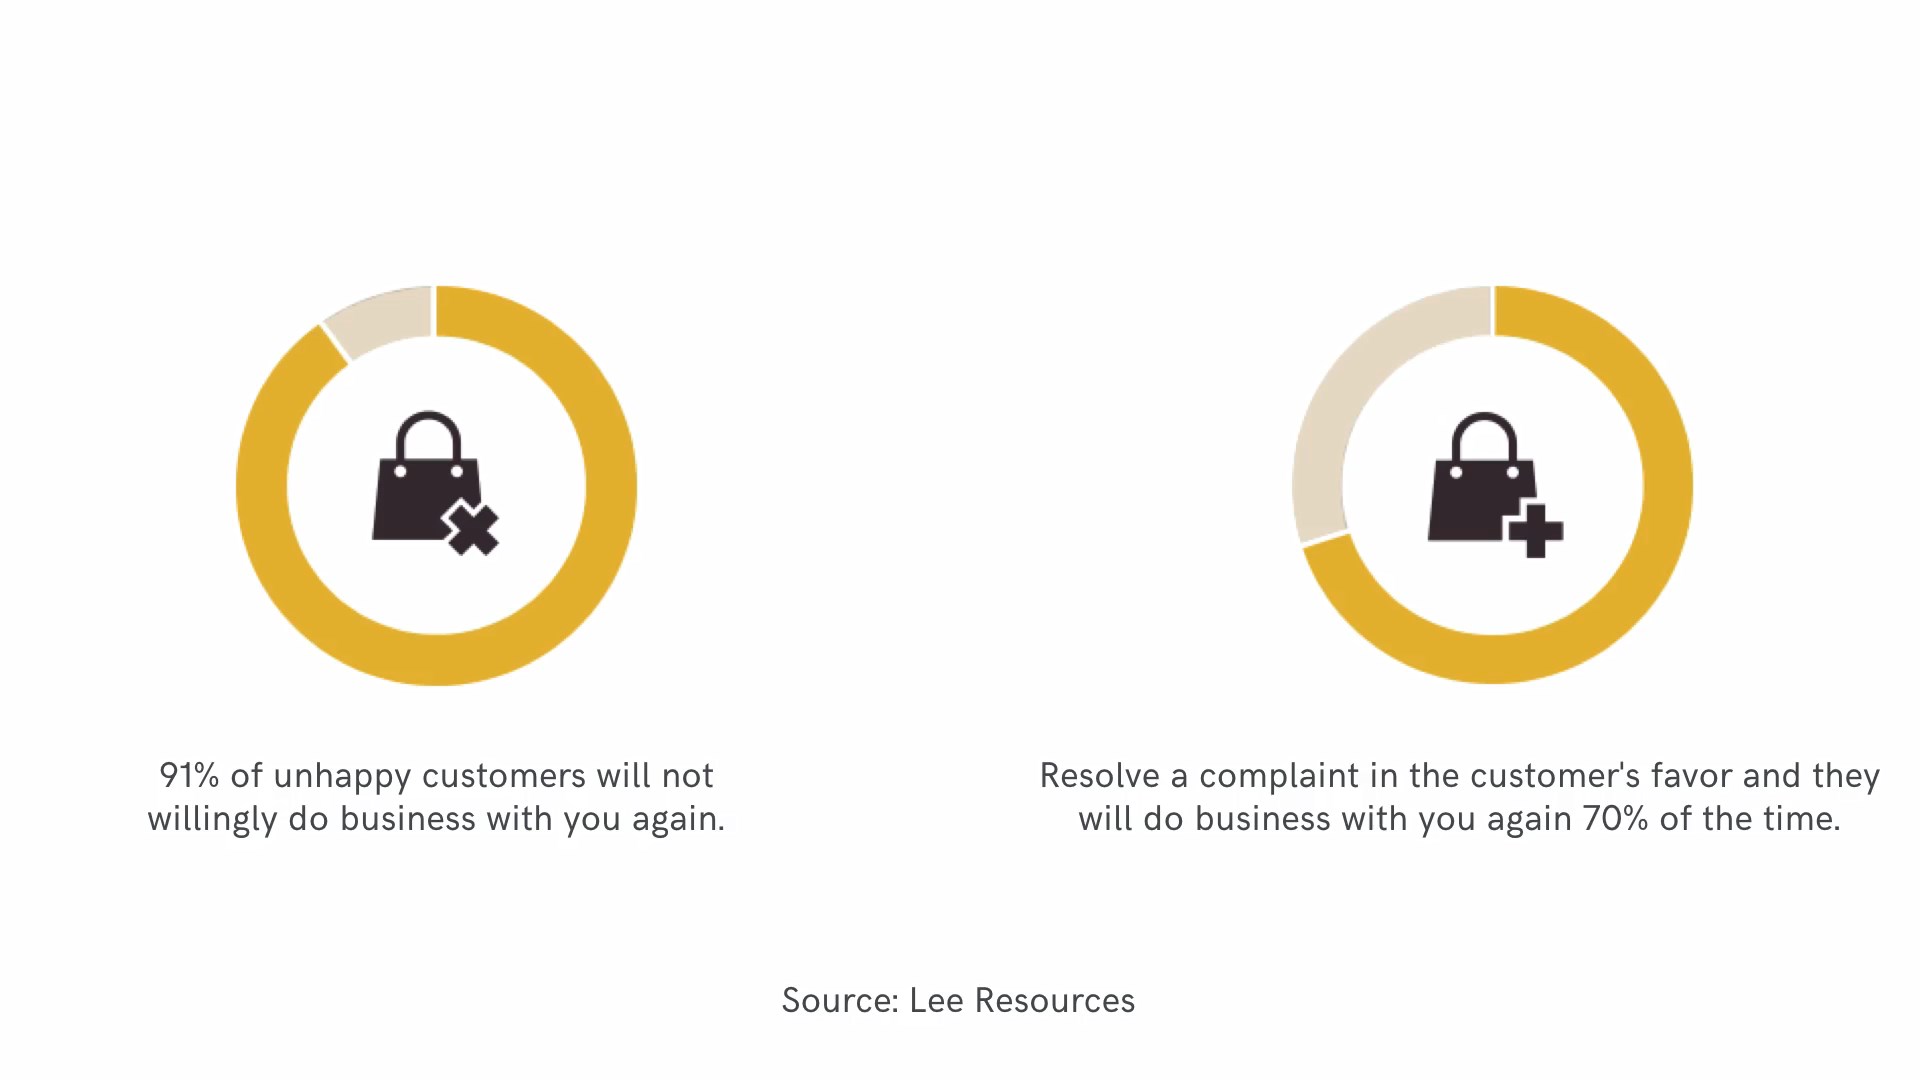 91% of unhappy customers will not
willingly do business with you again.
Resolve a complaint in the customer's favor and they
will do business with you again 70% of the time.
Source: Lee Resources